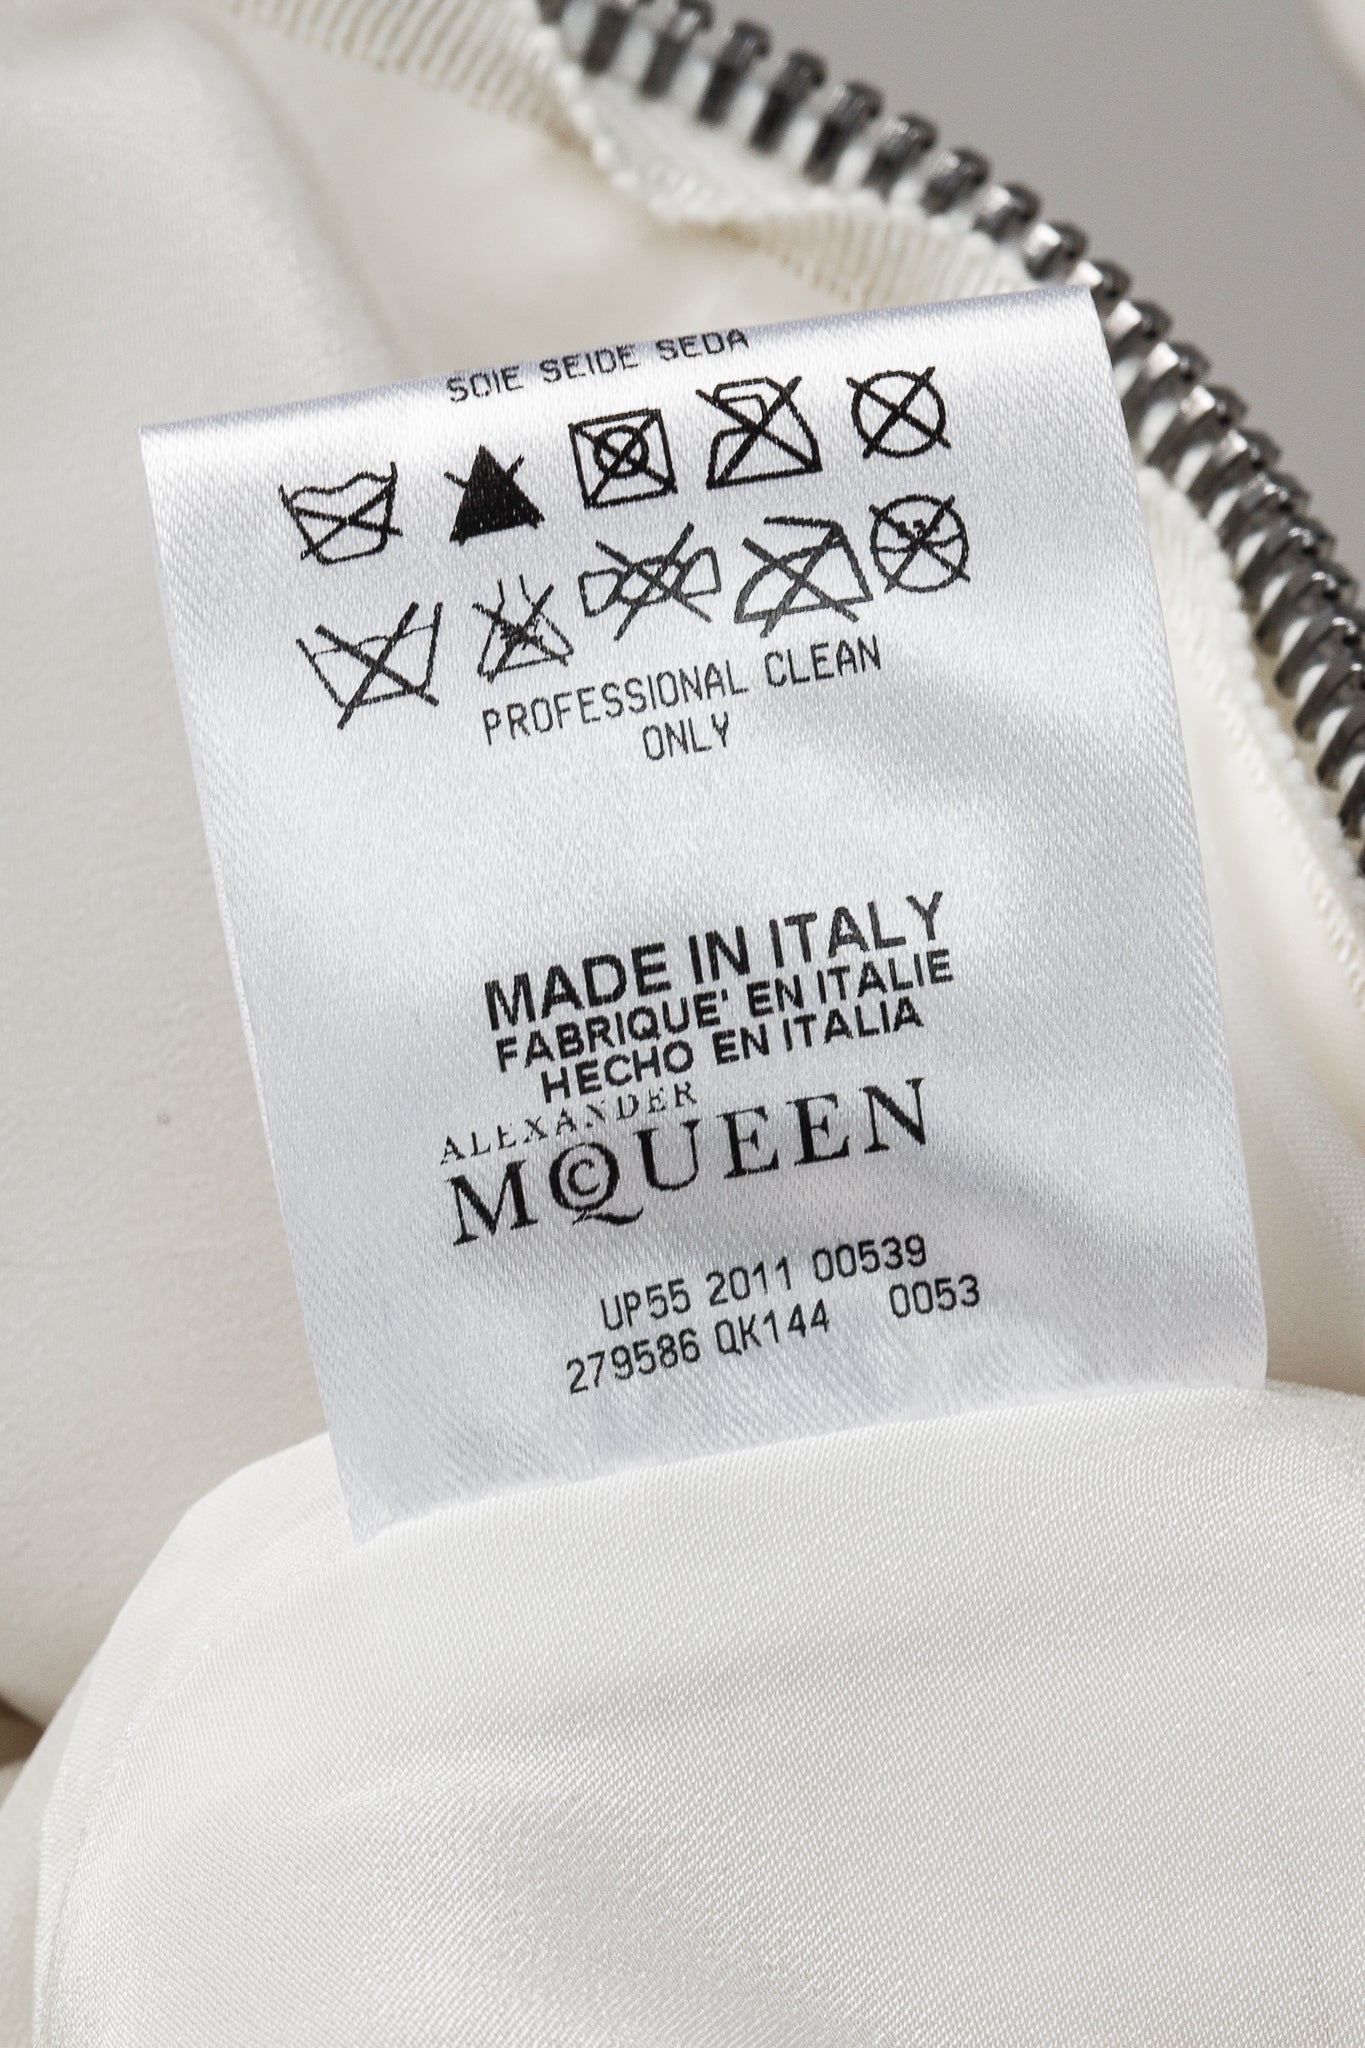 SOIE SEIDE SEDA
PROFESSIONAL CLEAN
ONLY
MADE IN ITALY
FABRIQUE' EN ITALIE
HECHO EN ITALIA
ALEXANDER
MCQUEEN
UP55 2011 00539
279586 QK144 0053